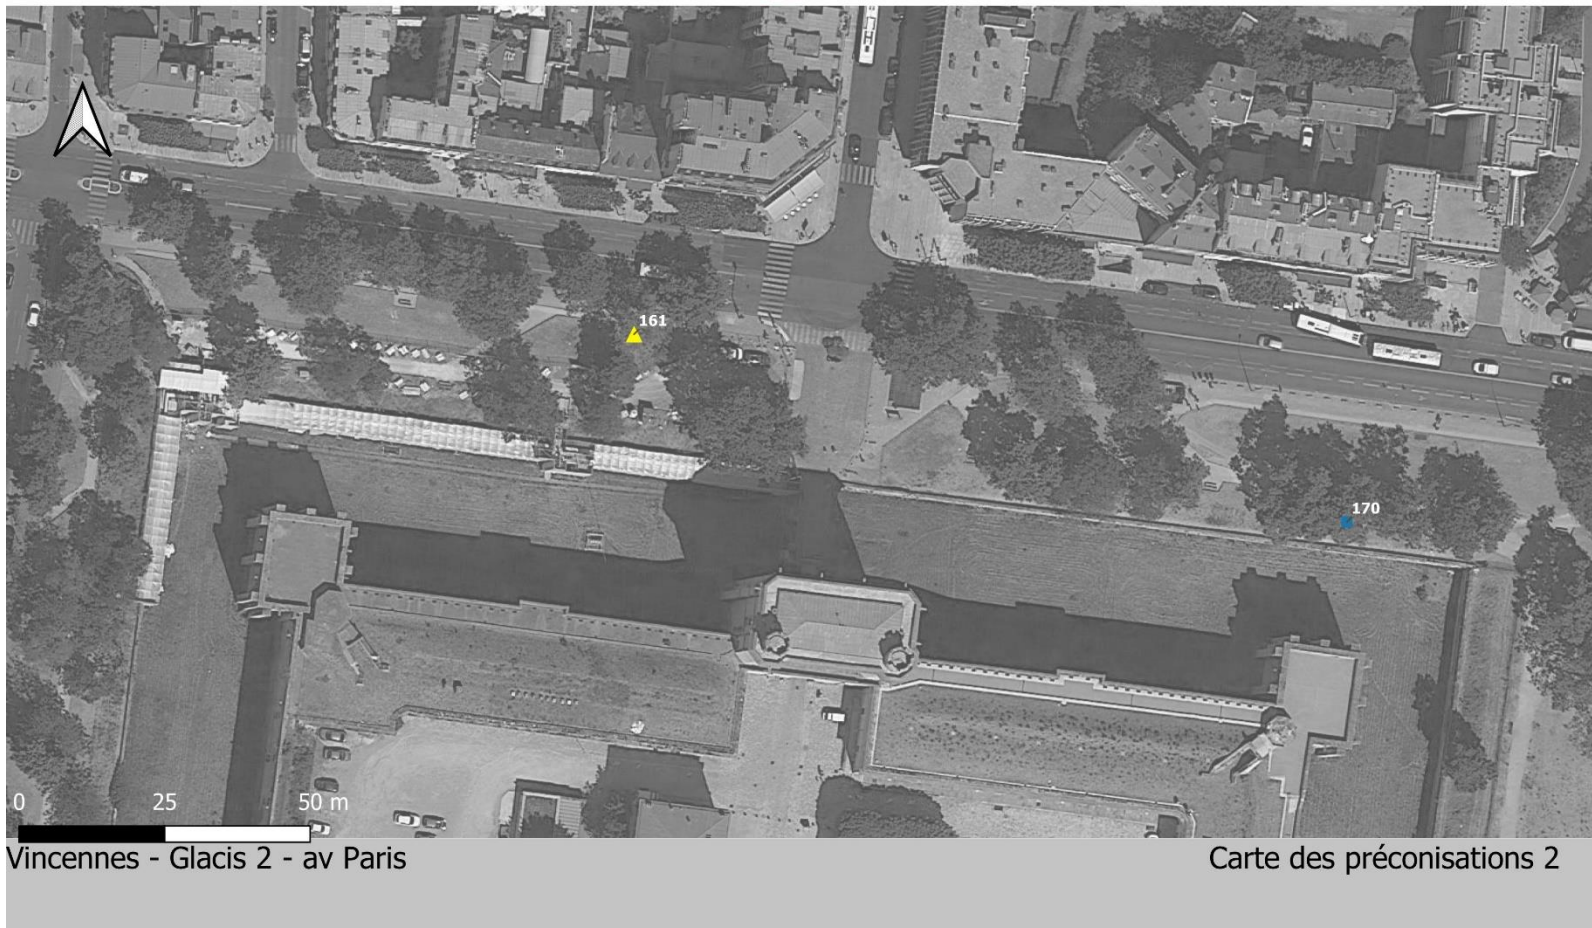 161
170
0 25 50 m
Vincennes - Glacis 2 - av Paris
Carte des préconisations 2